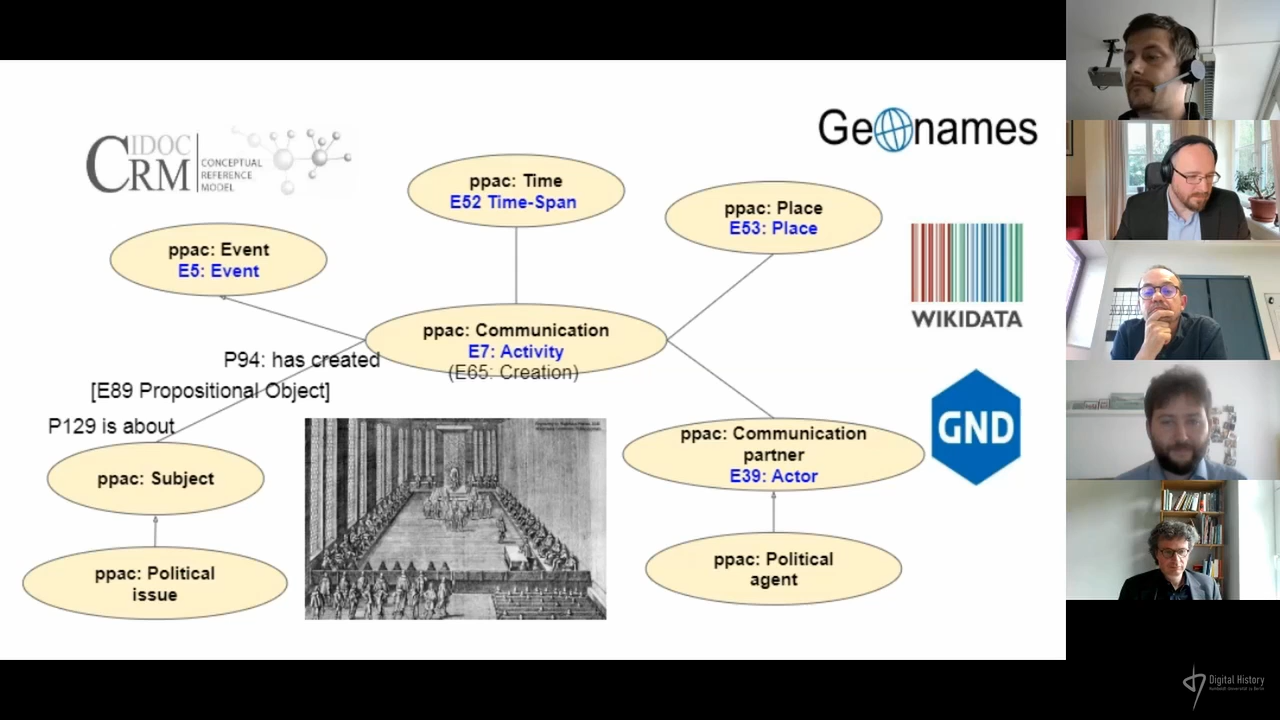 CIDOC
CRM
CONCEPTUAL
REFERENCE
MODEL
Geonames
ppac: Time
E52 Time-Span
ppac: Place
E53: Place
ppac: Event
E5: Event
WIKIDATA
ppac: Communication
E7: Activity
(E65: Creation)
P94: has created
[E89 Propositional Object]
P129 is about
ppac: Subject
ppac: Communication
partner
E39: Actor
GND
ppac: Political
issue
ppac: Political
agent
Digital History